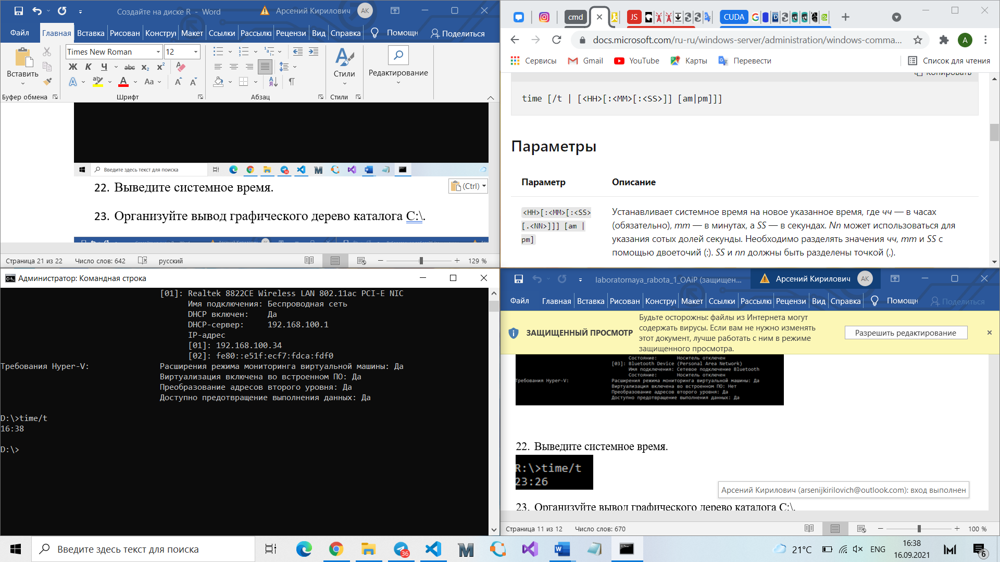 Создайте на диске R - Word
Арсений Кирилович
АК
Файл
Главная
Вставка
Рисован
Констру
Макет
Ссылки
Рассылк
Рецензи
Вид
Справка
Помощн
Поделиться
Вставить
Буфер обмена
Times New Roman
12
Ж К Ч abc x₂ x²
А
Aa
Шрифт
Абзац
Стили
Стили
Редактирование
Введите здесь текст для поиска
22. Выведите системное время.
(Ctrl)
23. Организуйте вывод графического дерево каталога C:\.
Страница 21 из 22
Число слов: 642
русский
129 %
cmd
JS
CUDA
docs.microsoft.com/ru-ru/windows-server/administration/windows-comma...
A
Сервисы
Gmail
YouTube
Карты
Перевести
Список для чтения
Копировать
time [/t | [<HH>[:<MM>[:<SS>]] [am|pm]]]
Параметры
Параметр
Описание
<HH>[:<MM>[:<SS>
[.<NN>]]] [am |
pm]
Устанавливает системное время на новое указанное время, где чч — в часах
(обязательно), mm — в минутах, а SS — в секундах. Nn может использоваться для
указания сотых долей секунды. Необходимо разделять значения чч, mm и SS с
помощью двоеточий (:). SS и nn должны быть разделены точкой (.).
Администратор: Командная строка
[01]: Realtek 8822CE Wireless LAN 802.11ac PCI-E NIC
Имя подключения: Беспроводная сеть
DHCP включен: Да
DHCP-сервер: 192.168.100.1
IP-адрес
[01]: 192.168.100.34
[02]: fe80::e51f:ecf7:fdca:fdf0
Требования Hyper-V: Расширения режима мониторинга виртуальной машины: Да
Виртуализация включена во встроенном ПО: Да
Преобразование адресов второго уровня: Да
Доступно предотвращение выполнения данных: Да
D:\>time/t
16:38
D:\>
laboratornaya_rabota_1_OAiP (защищен...
Арсений Кирилович
АК
Файл
Главная
Вставка
Рисован
Констру
Макет
Ссылки
Рассылк
Рецензи
Вид
Справка
Помощн
Поделиться
ЗАЩИЩЕННЫЙ ПРОСМОТР
Будьте осторожны: файлы из Интернета могут
содержать вирусы. Если вам не нужно изменять
этот документ, лучше работать с ним в режиме
защищенного просмотра.
Разрешить редактирование
Состояние: Носитель отключен
[03]: Bluetooth Device (Personal Area Network)
Имя подключения: Сетевое подключение Bluetooth
Состояние: Носитель отключен
Требования Hyper-V: Расширения режима мониторинга виртуальной машины: Да
Виртуализация включена во встроенном ПО: Нет
Преобразование адресов второго уровня: Да
Доступно предотвращение выполнения данных: Да
22. Выведите системное время.
R:\>time/t
23:26
Арсений Кирилович (arsenijkirilovich@outlook.com): вход выполнен
23. Организуйте вывод графического дерево каталога C:\.
Страница 11 из 12
Число слов: 670
100 %
Введите здесь текст для поиска
36
21°C
ENG
16:38
16.09.2021
6